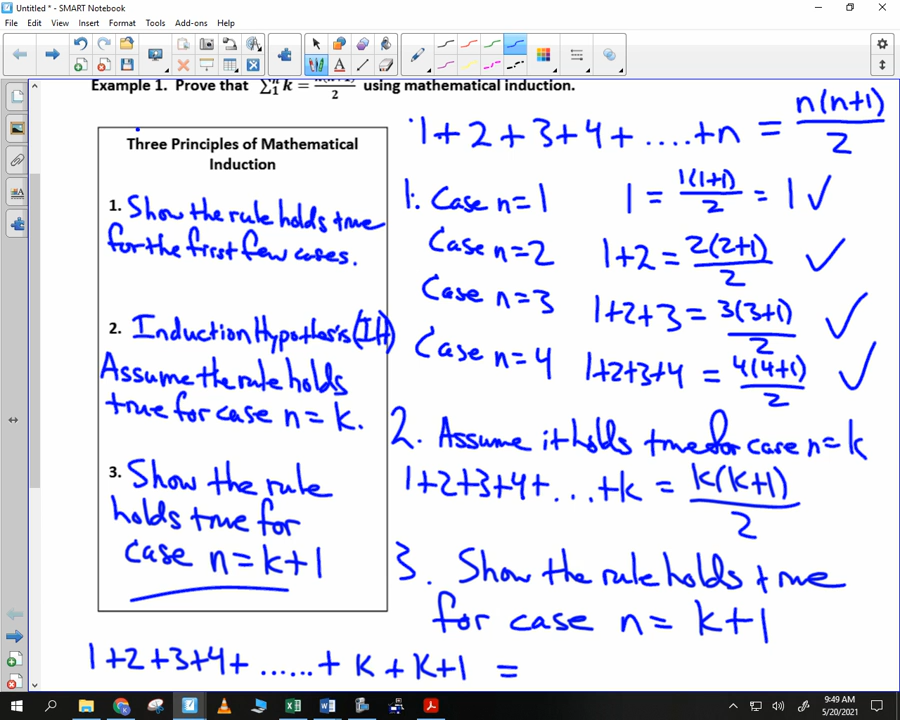 Untitled * - SMART Notebook
File Edit View Insert Format Tools Add-ons Help
Example 1. Prove that ∑₁ⁿ k = n(n+1)/2 using mathematical induction.
Three Principles of Mathematical
Induction
1. Show the rule holds true
for the first few cases.
2. Induction Hypothesis (IH)
Assume the rule holds
true for case n = k.
3. Show the rule
holds true for
case n = k+1
1+2+3+4+....+n = n(n+1)/2
1. Case n=1 1 = 1(1+1)/2 = 1 ✓
Case n=2 1+2 = 2(2+1)/2 ✓
Case n=3 1+2+3 = 3(3+1)/2 ✓
Case n=4 1+2+3+4 = 4(4+1)/2 ✓
2. Assume it holds true for case n=k
1+2+3+4+...+k = k(k+1)/2
3. Show the rule holds true
for case n = k+1
1+2+3+4+......+ k + k+1 =
9:49 AM
5/20/2021